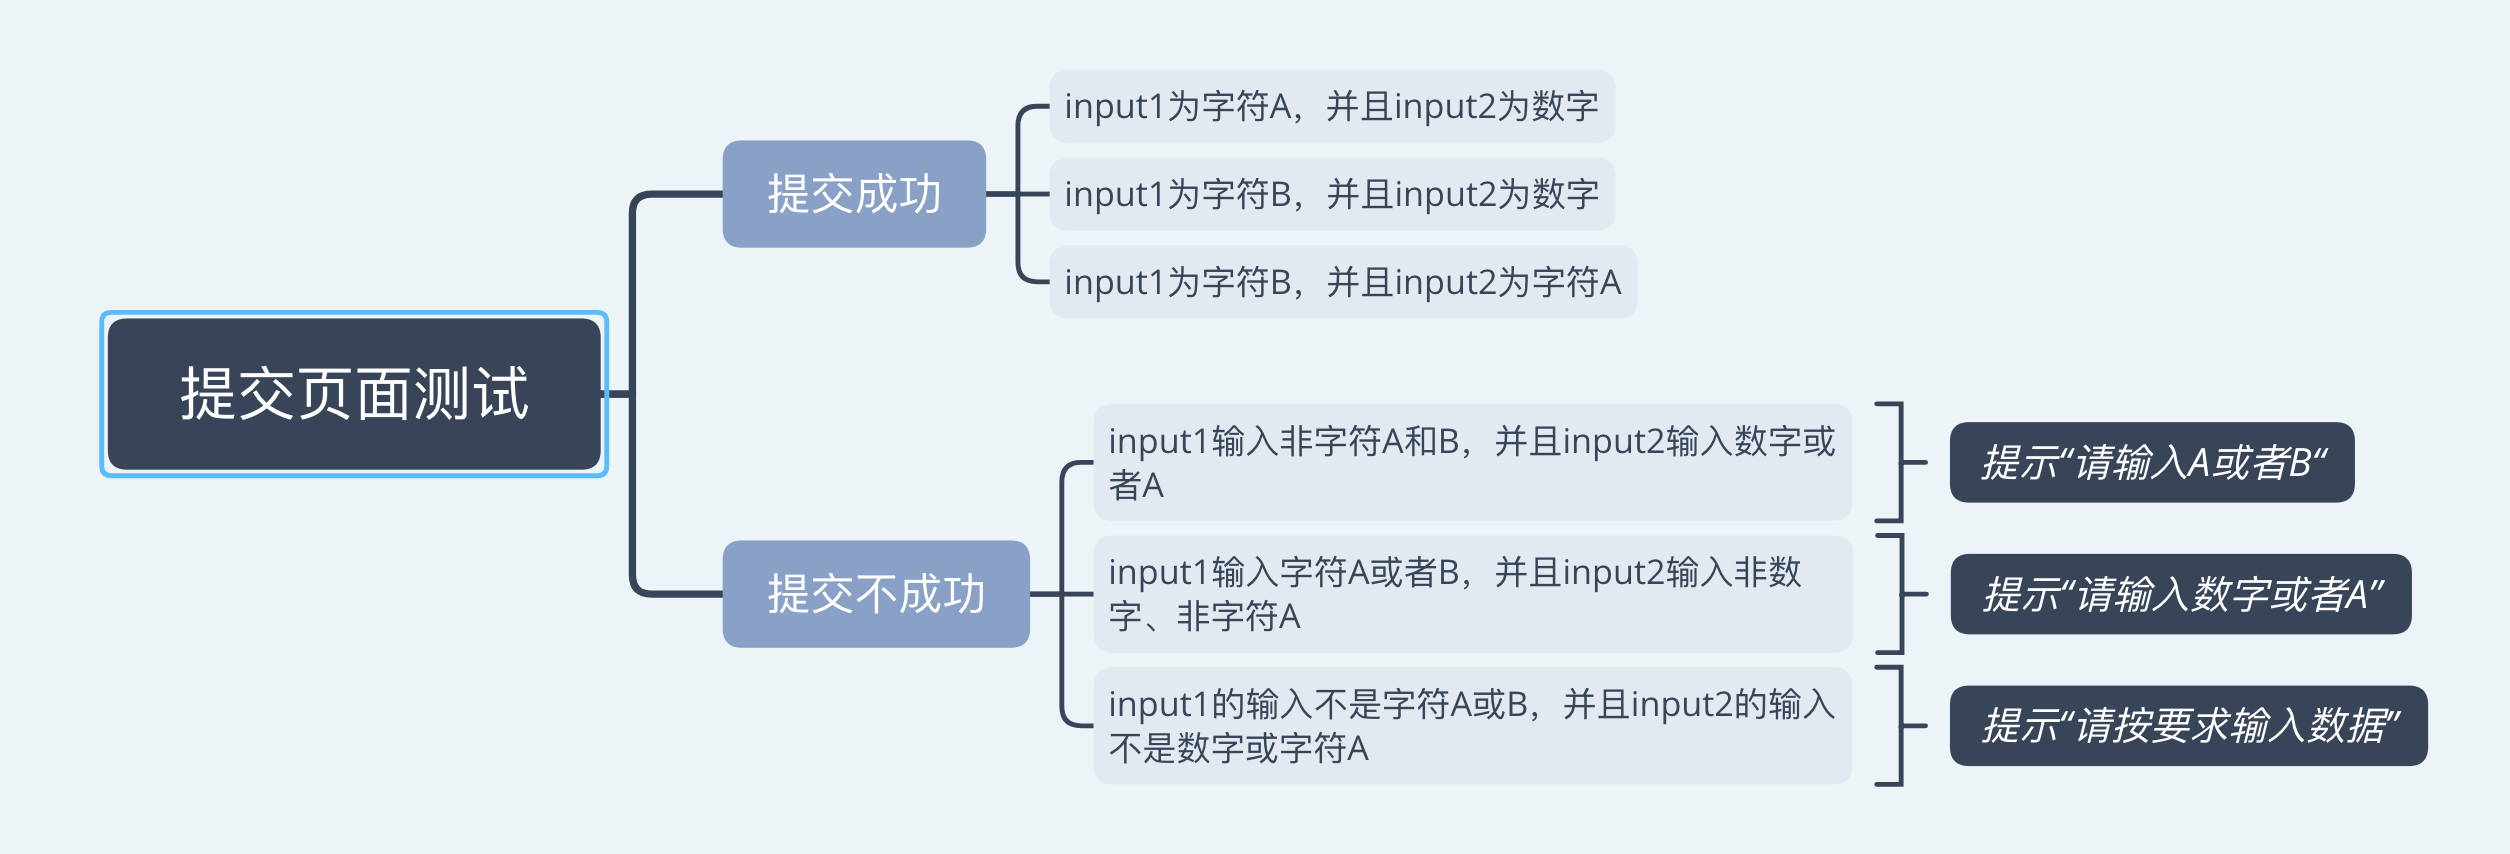 提交页面测试
提交成功
input1为字符A，并且input2为数字
input1为字符B，并且input2为数字
input1为字符B，并且input2为字符A
提交不成功
input1输入非字符A和B，并且input2输入数字或
者A
提示“请输入A或者B“
input1输入字符A或者B，并且input2输入非数
字、非字符A
提示“请输入数字或者A”
input1的输入不是字符A或B，并且input2的输入
不是数字或字符A
提示“请按要求输入数据”